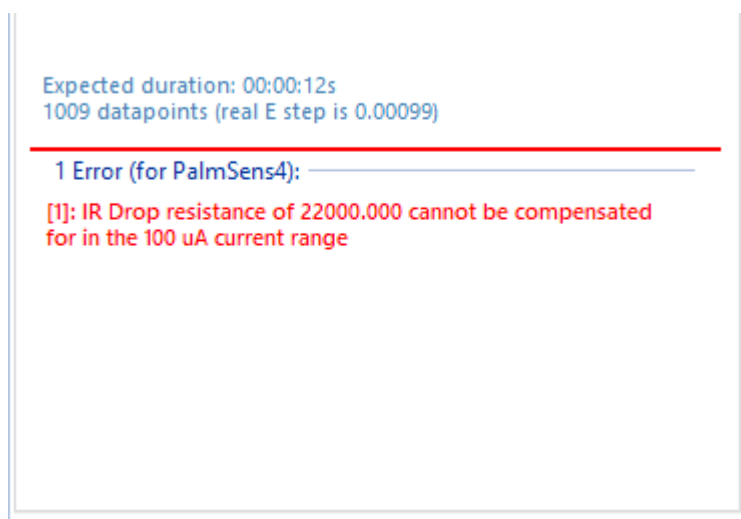 Expected duration: 00:00:12s
1009 datapoints (real E step is 0.00099)
1 Error (for PalmSens4):
[1]: IR Drop resistance of 22000.000 cannot be compensated
for in the 100 uA current range